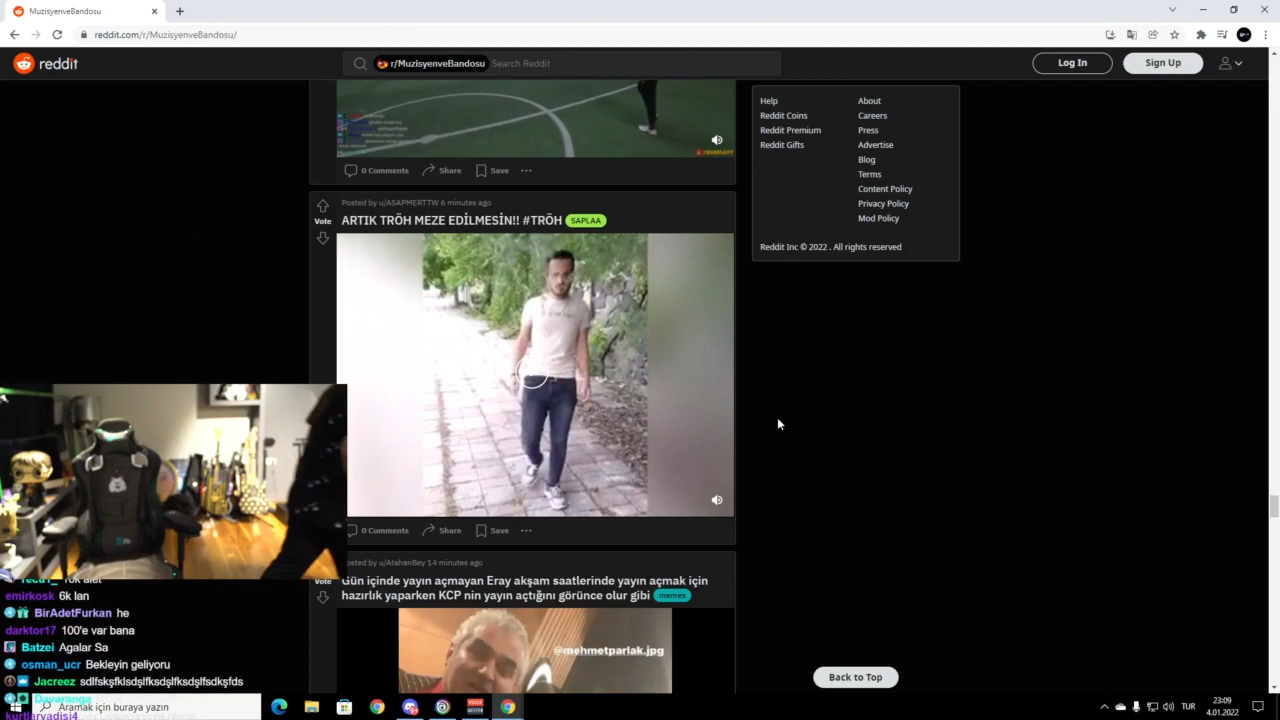 MuzisyenveBandosu
reddit.com/r/MuzisyenveBandosu/
reddit
r/MuzisyenveBandosu
Search Reddit
Log In
Sign Up
0 Comments
Share
Save
Posted by u/ASAPMERTTW 6 minutes ago
Vote
ARTIK TRÖH MEZE EDİLMESİN!! #TRÖH SAPLAA
0 Comments
Share
Save
Posted by u/AtahanBey 14 minutes ago
Vote
Gün içinde yayın açmayan Eray akşam saatlerinde yayın açmak için
hazırlık yaparken KCP nin yayın açtığını görünce olur gibi memes
@mehmetparlak.jpg
Help
About
Reddit Coins
Careers
Reddit Premium
Press
Reddit Gifts
Advertise
Blog
Terms
Content Policy
Privacy Policy
Mod Policy
Reddit Inc © 2022 . All rights reserved
Back to Top
emirkosk 6k lan
BirAdetFurkan he
darktor17 100'e var bana
Batzei Agalar Sa
osman_ucr Bekleyin geliyoru
Jacreez sdlfskşfklsdşlfksdşlfksdşlfsdkşfds
Davaranga
kurtlarvadisi4
Aramak için buraya yazın
TUR
23:09
4.01.2022